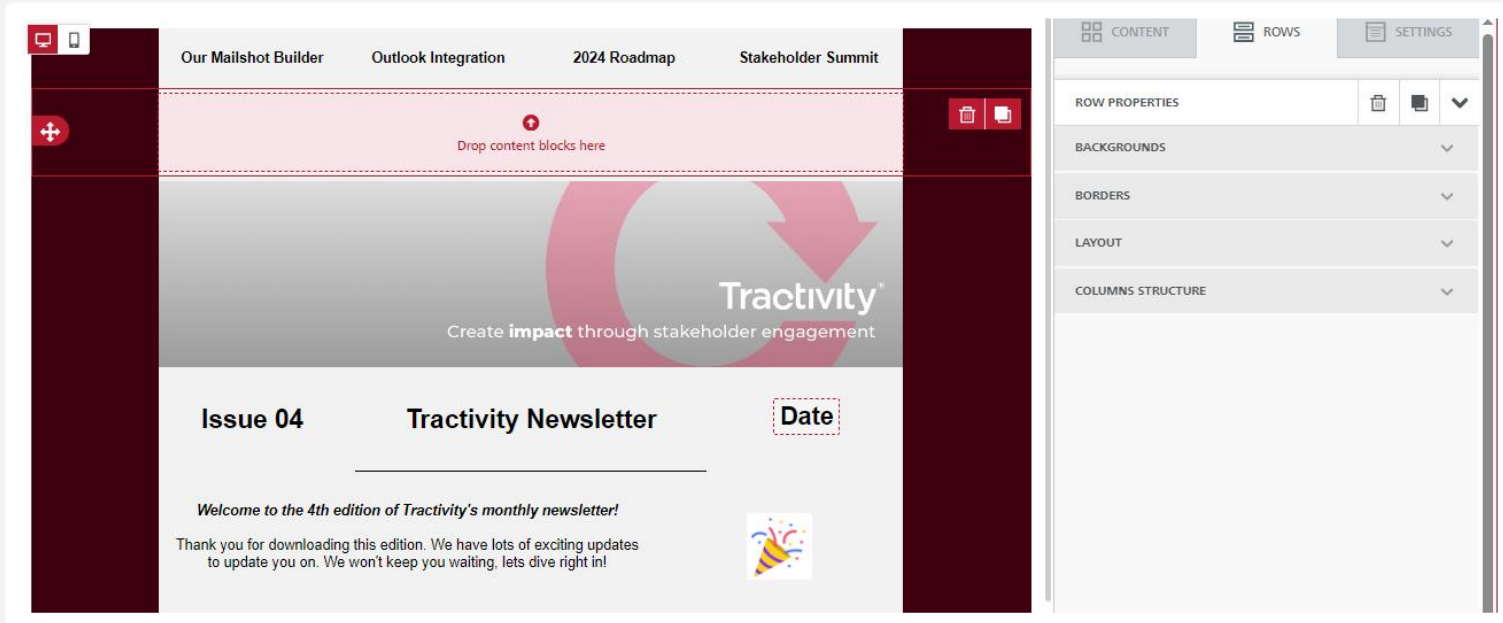 Our Mailshot Builder Outlook Integration 2024 Roadmap Stakeholder Summit
Drop content blocks here
Tractivity®
Create impact through stakeholder engagement
Issue 04 Tractivity Newsletter Date
Welcome to the 4th edition of Tractivity's monthly newsletter!
Thank you for downloading this edition. We have lots of exciting updates
to update you on. We won't keep you waiting, lets dive right in!
CONTENT ROWS SETTINGS
ROW PROPERTIES
BACKGROUNDS
BORDERS
LAYOUT
COLUMNS STRUCTURE